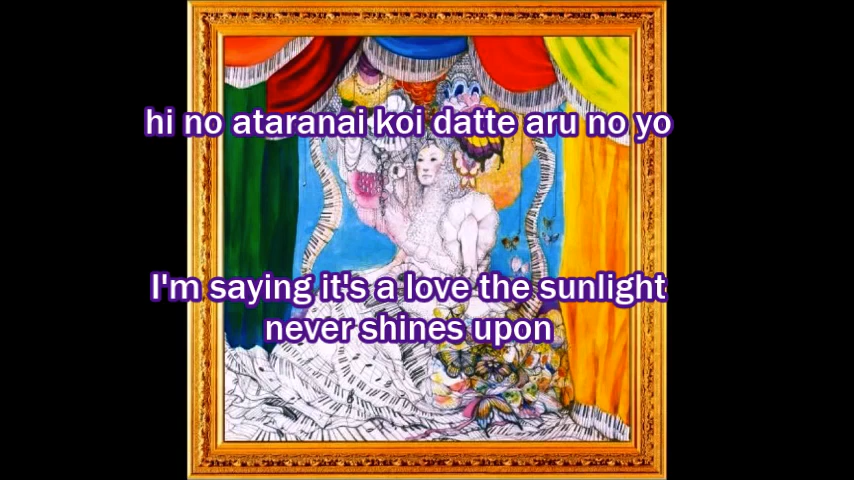 hi no ataranai koi datte aru no yo
I'm saying it's a love the sunlight
never shines upon